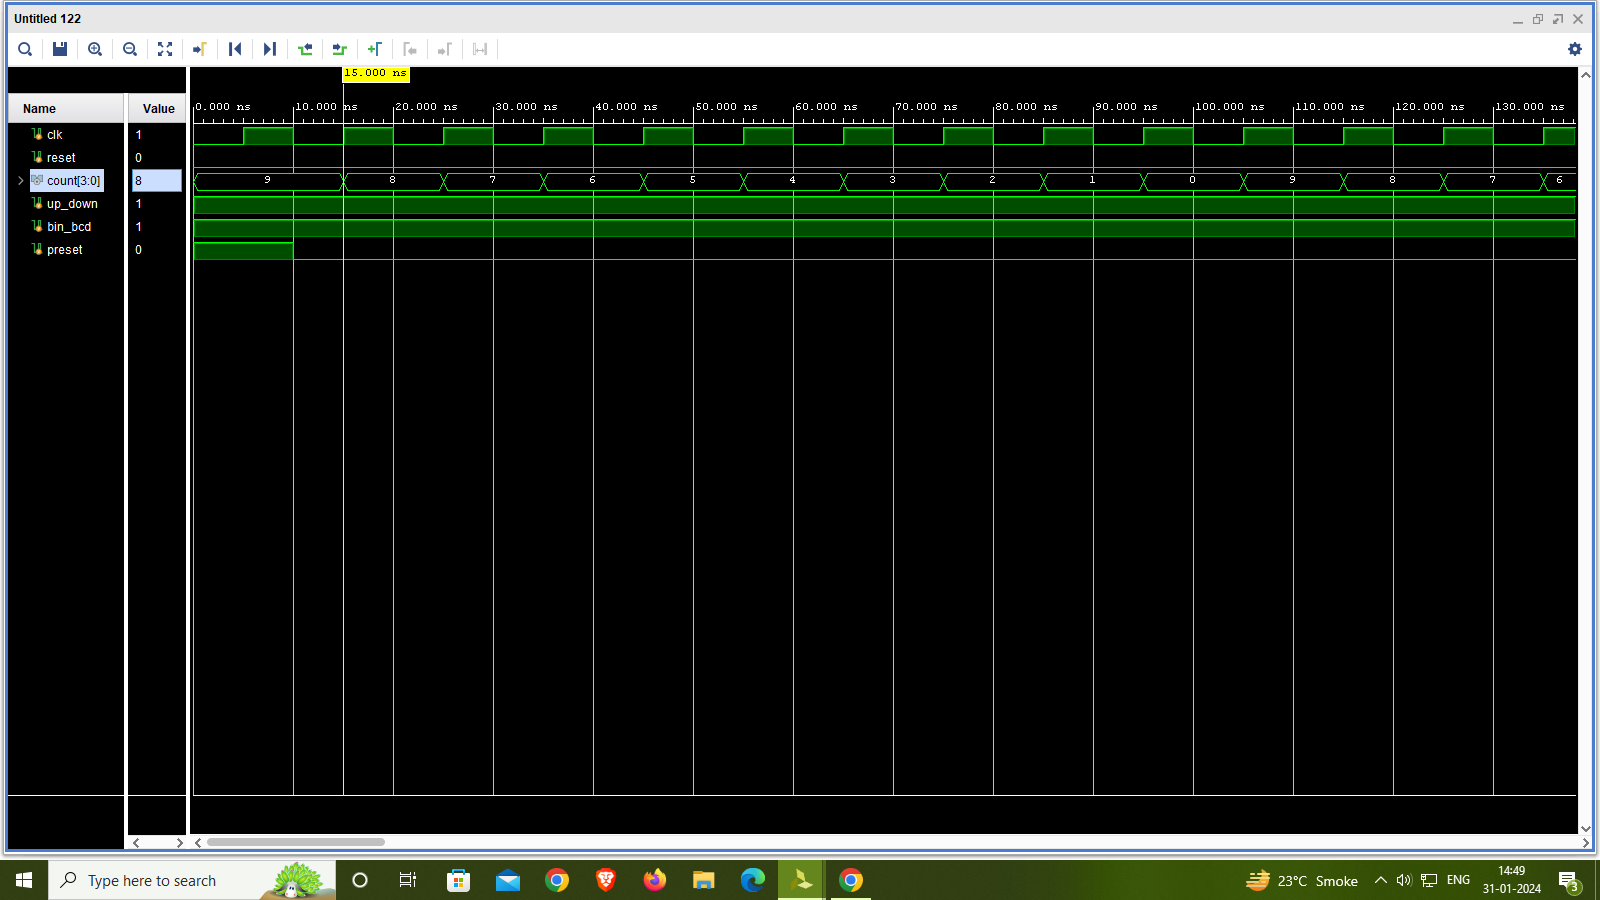 Untitled 122
15.000 ns
Name Value
0.000 ns 10.000 ns 20.000 ns 30.000 ns 40.000 ns 50.000 ns 60.000 ns 70.000 ns 80.000 ns 90.000 ns 100.000 ns 110.000 ns 120.000 ns 130.000 ns
clk 1
reset 0
count[3:0] 8 9 8 7 6 5 4 3 2 1 0 9 8 7 6
up_down 1
bin_bcd 1
preset 0
Type here to search 23°C Smoke ENG 14:49
31-01-2024 3